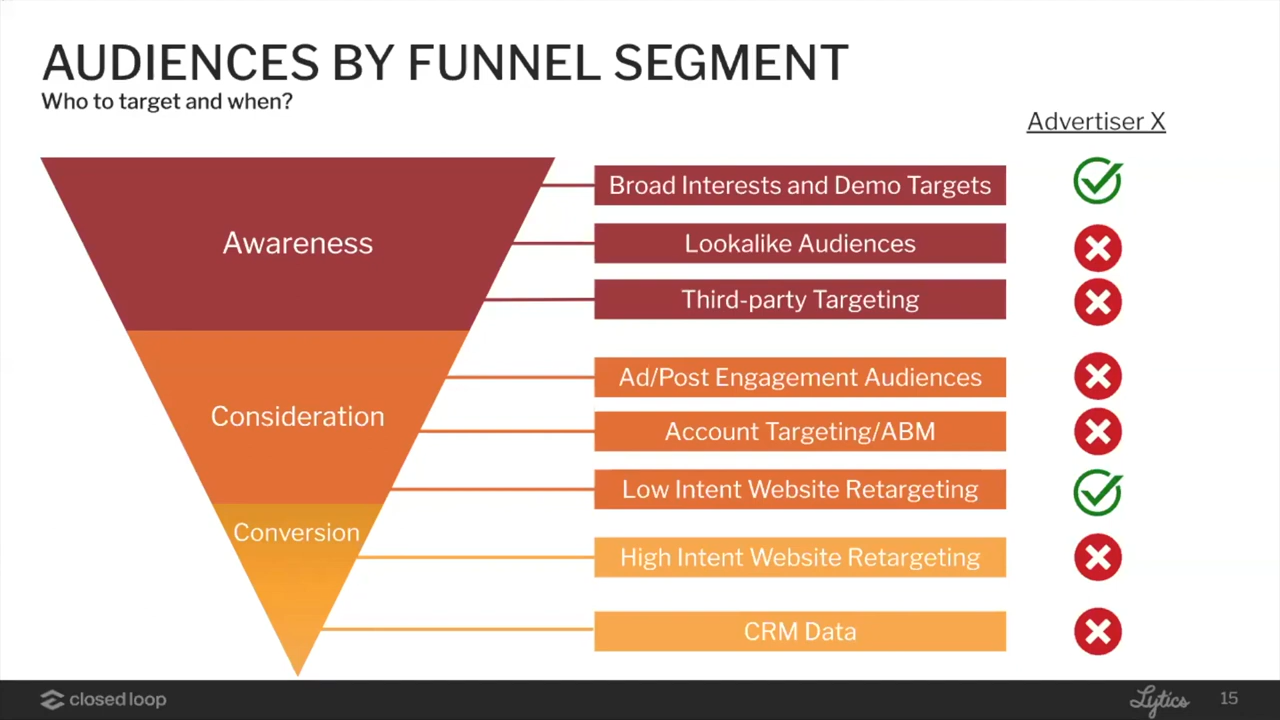 AUDIENCES BY FUNNEL SEGMENT
Who to target and when?
Advertiser X
Awareness
Broad Interests and Demo Targets
Lookalike Audiences
Third-party Targeting
Consideration
Ad/Post Engagement Audiences
Account Targeting/ABM
Low Intent Website Retargeting
Conversion
High Intent Website Retargeting
CRM Data
closed loop
Lytics
15